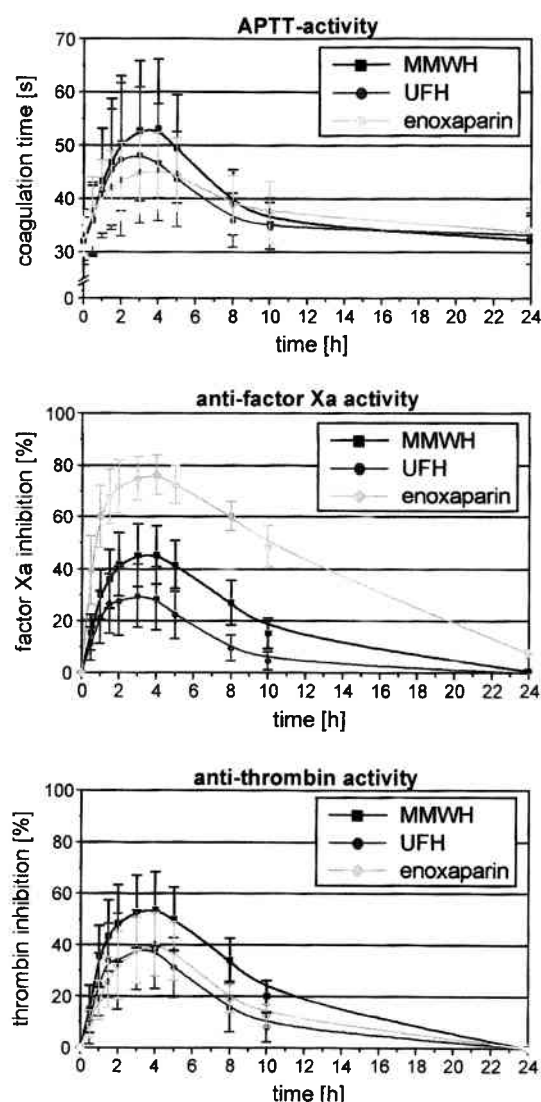 APTT-activity
coagulation time [s]
70
60
50
40
30
0
MMWH
UFH
enoxaparin
0 2 4 6 8 10 12 14 16 18 20 22 24
time [h]
anti-factor Xa activity
factor Xa inhibition [%]
100
80
60
40
20
0
MMWH
UFH
enoxaparin
0 2 4 6 8 10 12 14 16 18 20 22 24
time [h]
anti-thrombin activity
thrombin inhibition [%]
100
80
60
40
20
0
MMWH
UFH
enoxaparin
0 2 4 6 8 10 12 14 16 18 20 22 24
time [h]